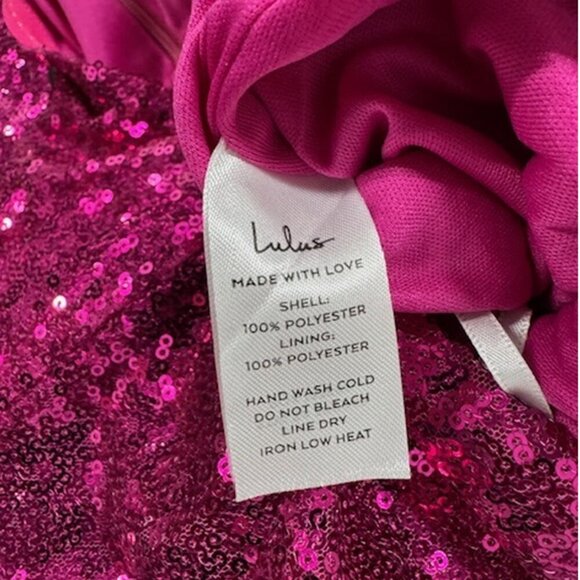 Lulus
MADE WITH LOVE
SHELL:
100% POLYESTER
LINING:
100% POLYESTER
HAND WASH COLD
DO NOT BLEACH
LINE DRY
IRON LOW HEAT